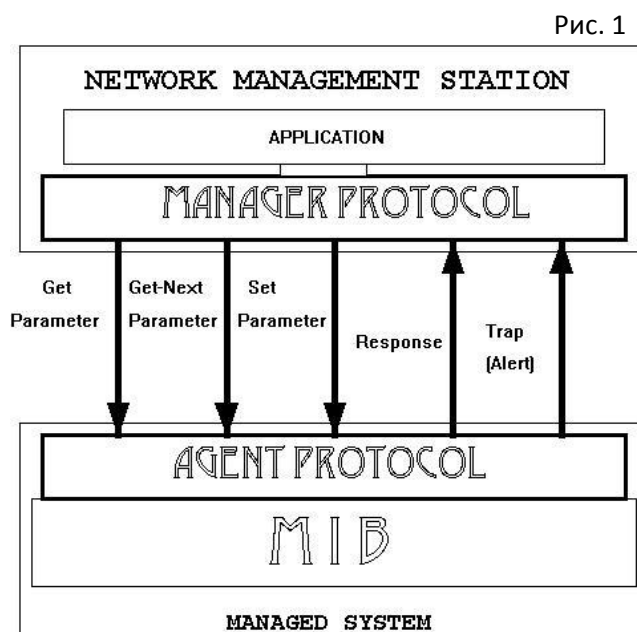 Рис. 1
NETWORK MANAGEMENT STATION
APPLICATION
MANAGER PROTOCOL
Get
Parameter
Get-Next
Parameter
Set
Parameter
Response
Trap
(Alert)
AGENT PROTOCOL
MIB
MANAGED SYSTEM